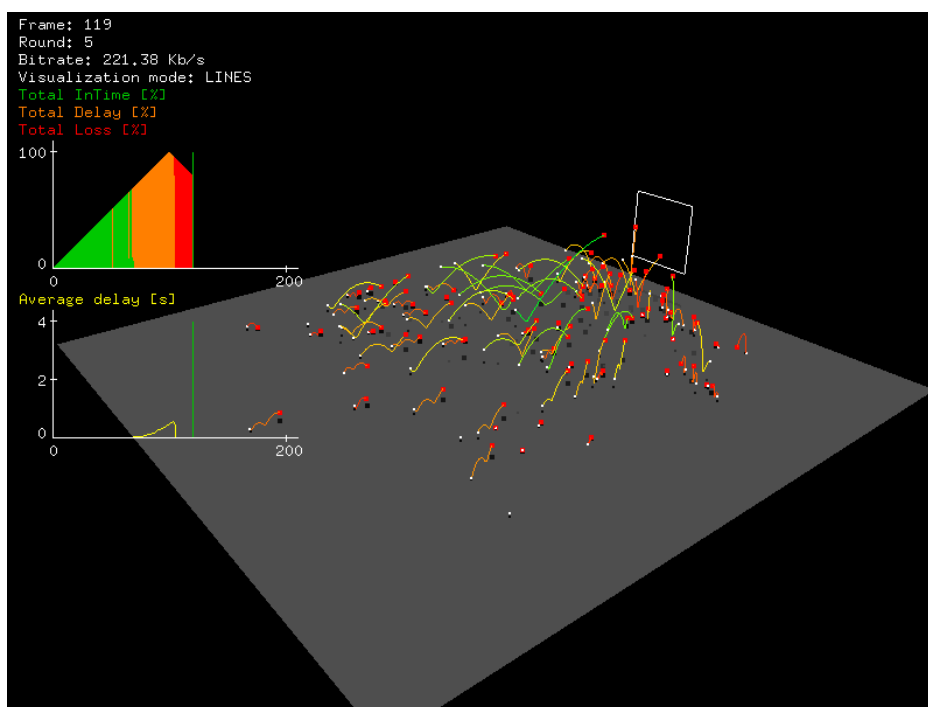 Frame: 119
Round: 5
Bitrate: 221.38 Kb/s
Visualization mode: LINES
Total InTime [%]
Total Delay [%]
Total Loss [%]
100
0
0 200
Average delay [s]
4
2
0
0 200